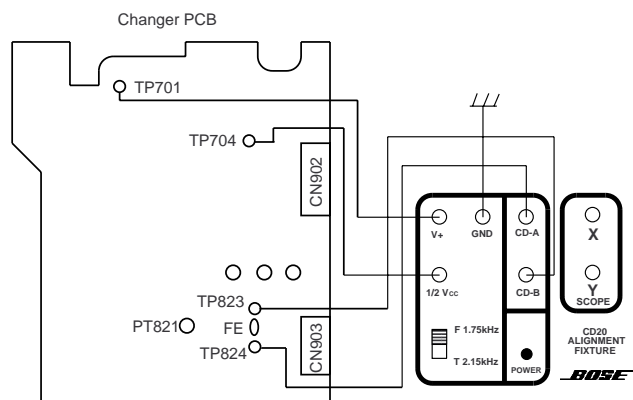 Changer PCB
TP701
TP704
CN902
V+
GND
CD-A
X
1/2 Vcc
CD-B
Y
SCOPE
TP823
PT821
FE
TP824
CN903
F 1.75kHz
T 2.15kHz
POWER
CD20
ALIGNMENT
FIXTURE
BOSE